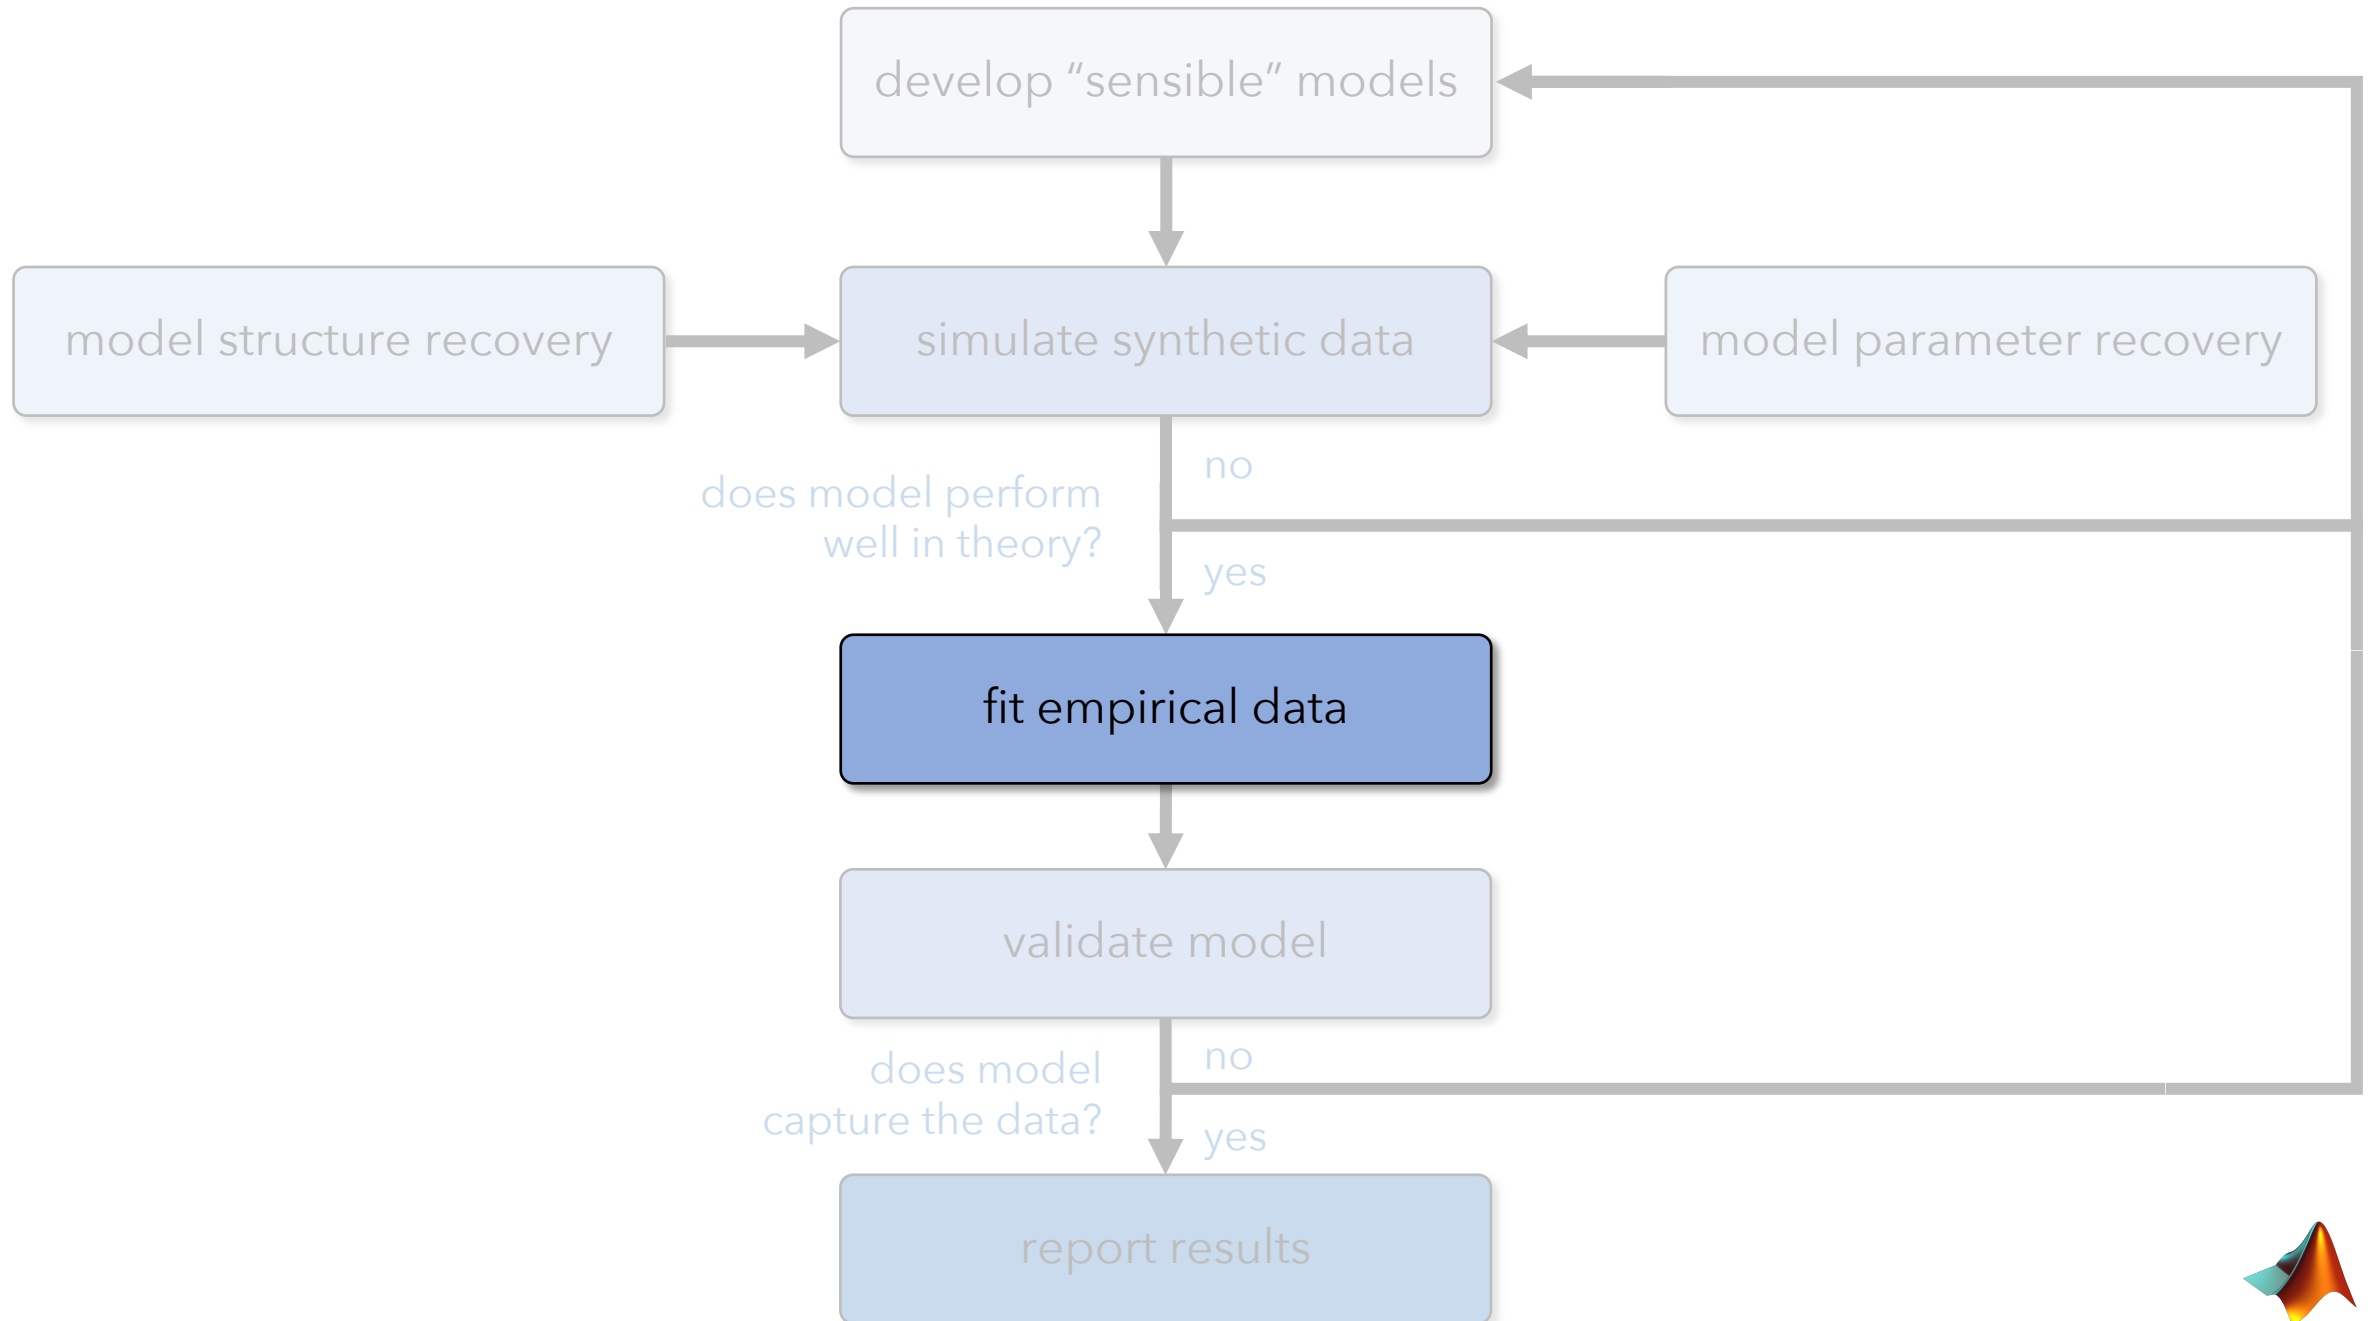 develop “sensible” models
model structure recovery
simulate synthetic data
model parameter recovery
does model perform
well in theory?
no
yes
fit empirical data
validate model
does model
capture the data?
no
yes
report results